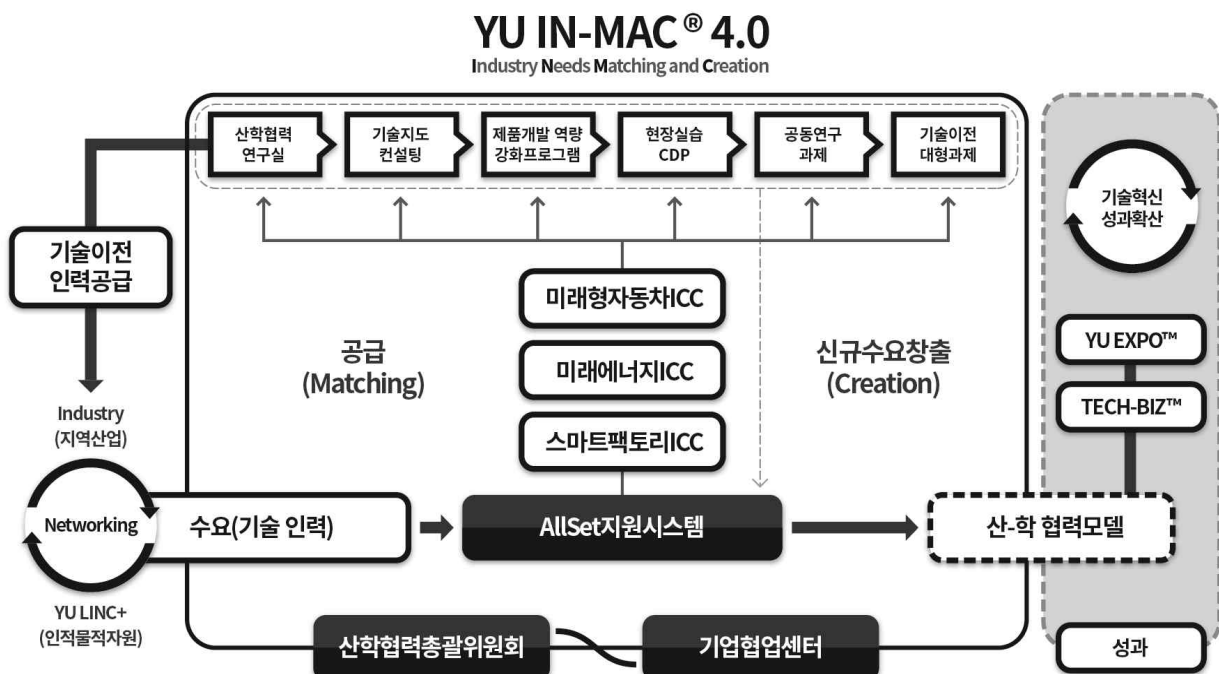 YU IN-MAC® 4.0
Industry Needs Matching and Creation
산학협력
연구실
기술지도
컨설팅
제품개발 역량
강화프로그램
현장실습
CDP
공동연구
과제
기술이전
대형과제
기술혁신
성과확산
기술이전
인력공급
미래형자동차ICC
공급
(Matching)
미래에너지ICC
신규수요창출
(Creation)
스마트팩토리ICC
YU EXPO™
TECH-BIZ™
Industry
(지역산업)
Networking
수요(기술 인력)
AllSet지원시스템
산-학 협력모델
YU LINC+
(인적물적자원)
산학협력총괄위원회
기업협업센터
성과